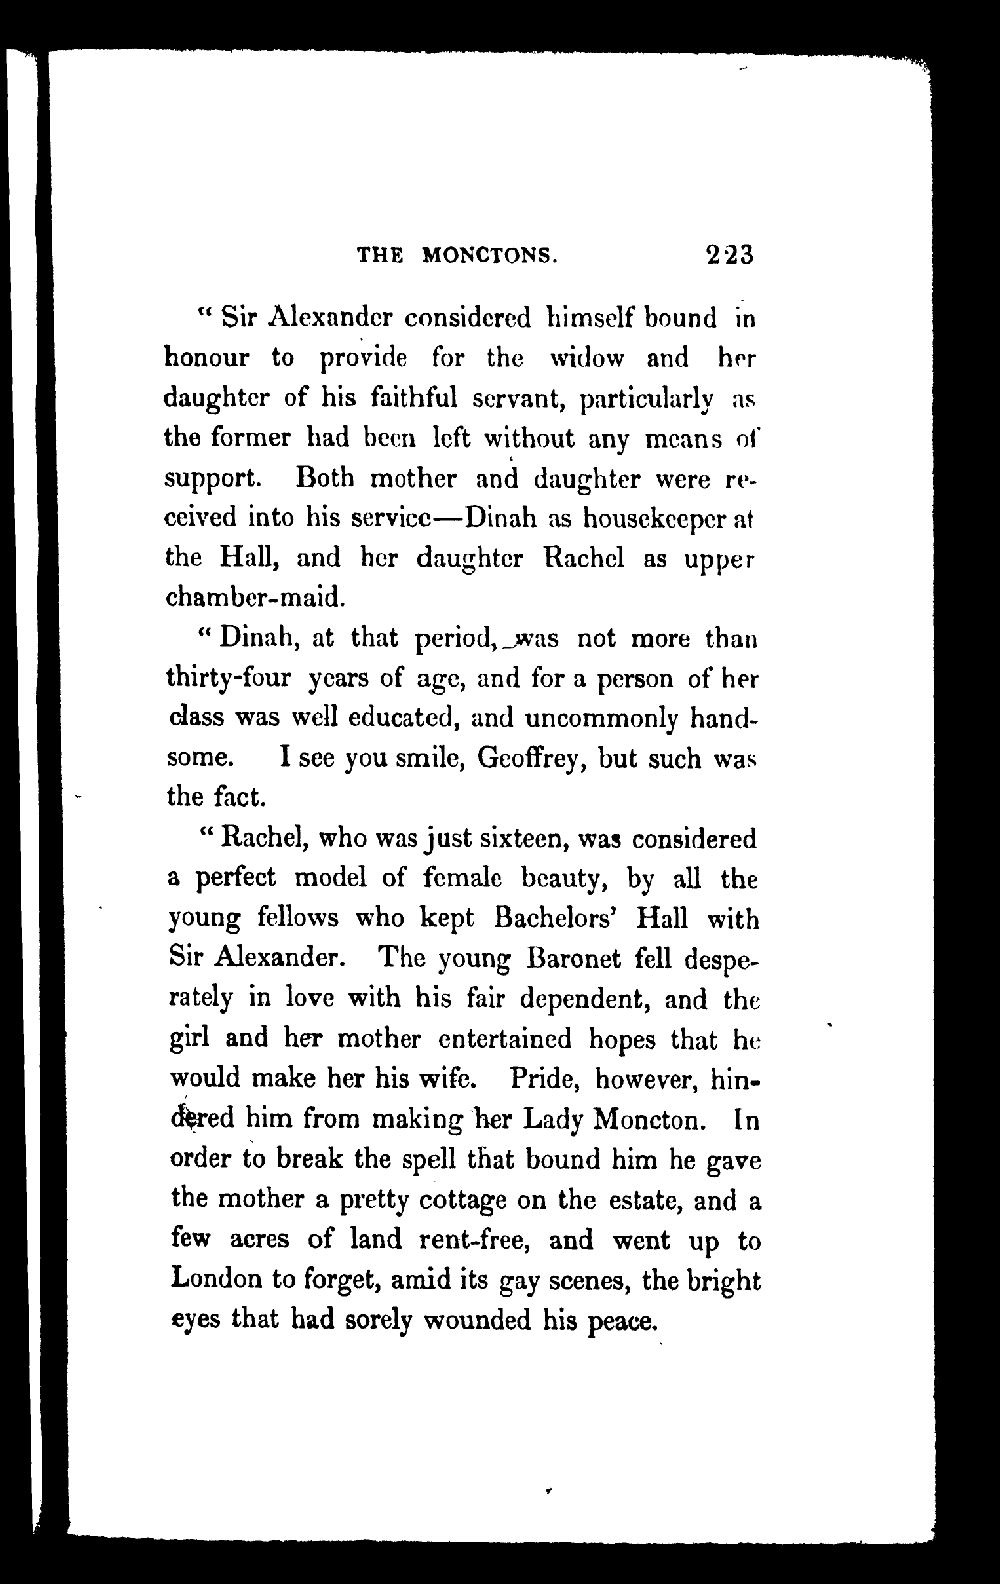 THE MONCTONS. 223
“ Sir Alexander considered himself bound in
honour to provide for the widow and her
daughter of his faithful servant, particularly as
the former had been left without any means of
support. Both mother and daughter were re-
ceived into his service—Dinah as housekeeper at
the Hall, and her daughter Rachel as upper
chamber-maid.
“ Dinah, at that period, was not more than
thirty-four years of age, and for a person of her
class was well educated, and uncommonly hand-
some. I see you smile, Geoffrey, but such was
the fact.
“ Rachel, who was just sixteen, was considered
a perfect model of female beauty, by all the
young fellows who kept Bachelors’ Hall with
Sir Alexander. The young Baronet fell despe-
rately in love with his fair dependent, and the
girl and her mother entertained hopes that he
would make her his wife. Pride, however, hin-
dered him from making her Lady Moncton. In
order to break the spell that bound him he gave
the mother a pretty cottage on the estate, and a
few acres of land rent-free, and went up to
London to forget, amid its gay scenes, the bright
eyes that had sorely wounded his peace.